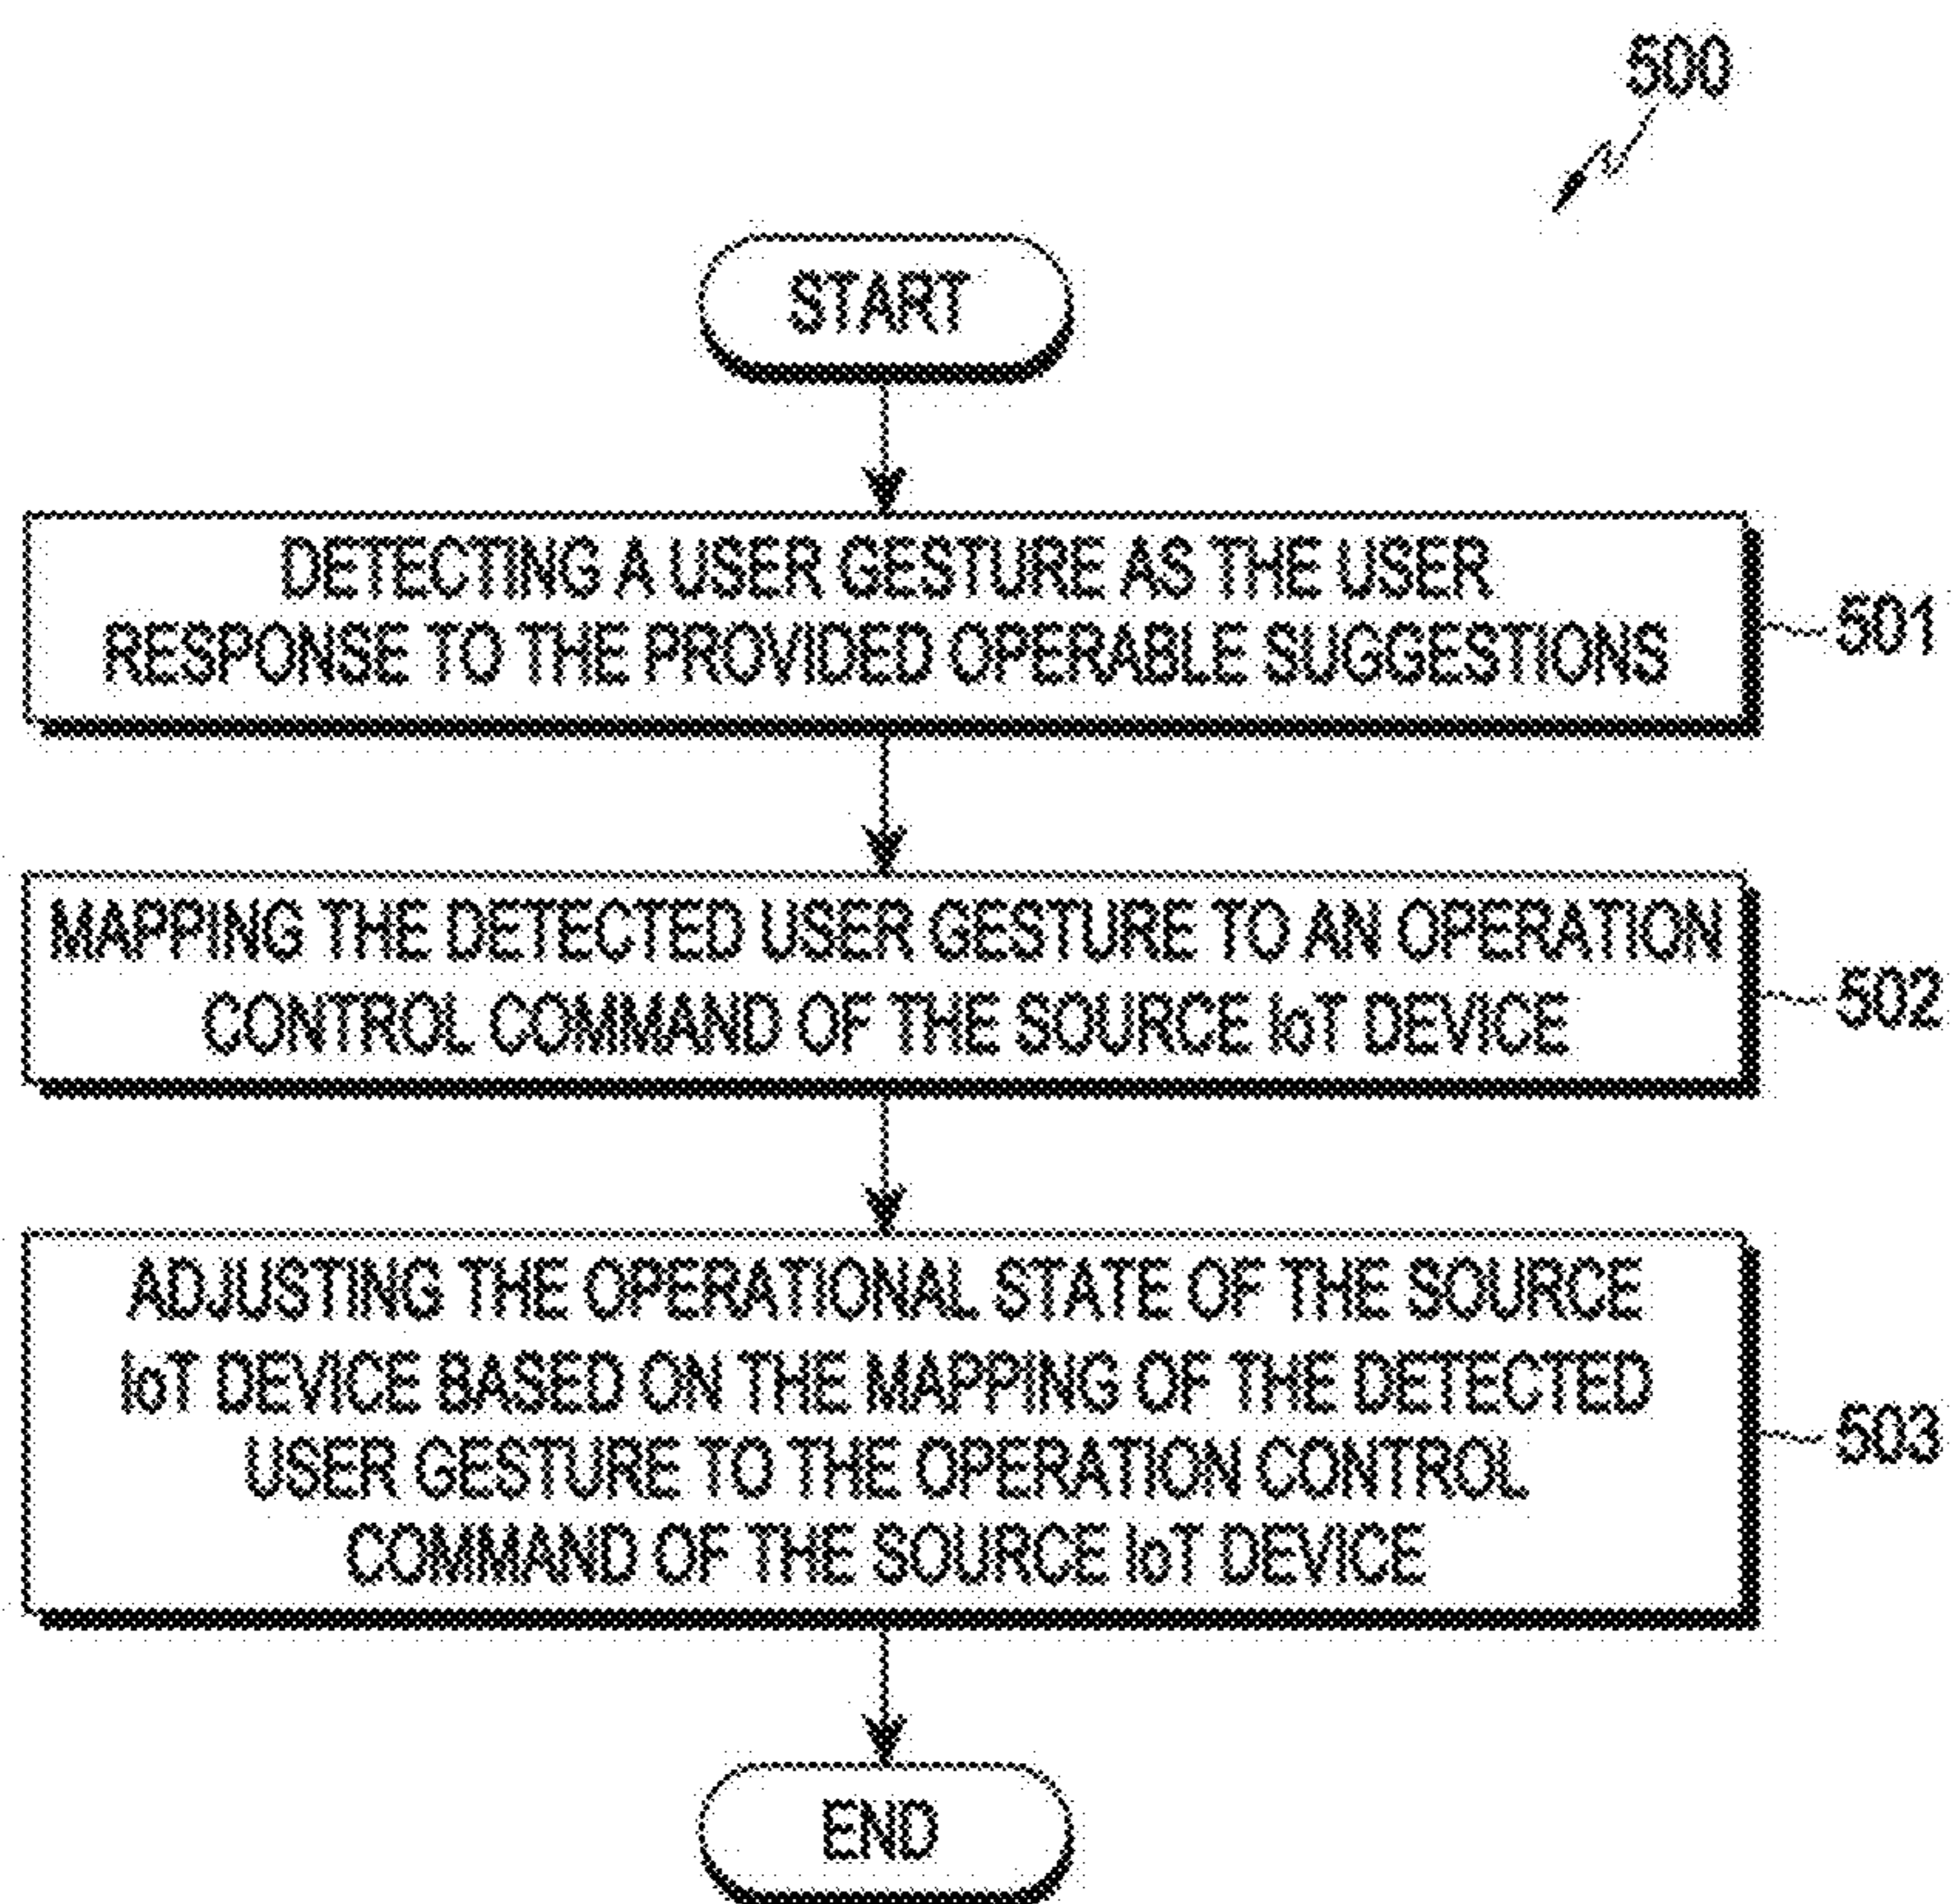 500
START
DETECTING A USER GESTURE AS THE USER
RESPONSE TO THE PROVIDED OPERABLE SUGGESTIONS
501
MAPPING THE DETECTED USER GESTURE TO AN OPERATION
CONTROL COMMAND OF THE SOURCE IoT DEVICE
502
ADJUSTING THE OPERATIONAL STATE OF THE SOURCE
IoT DEVICE BASED ON THE MAPPING OF THE DETECTED
USER GESTURE TO THE OPERATION CONTROL
COMMAND OF THE SOURCE IoT DEVICE
503
END